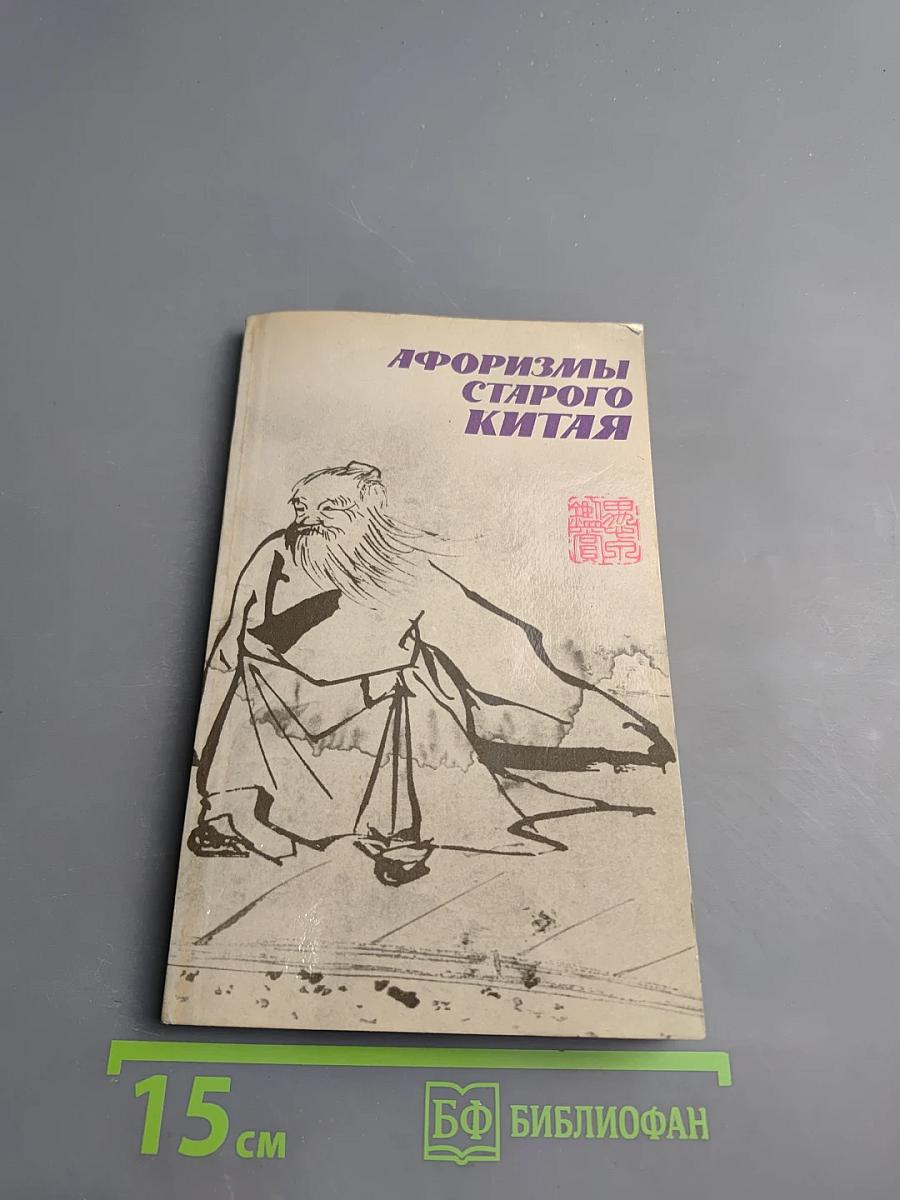 АФОРИЗМЫ
СТАРОГО
КИТАЯ
15 см
БФ БИБЛИОФАН